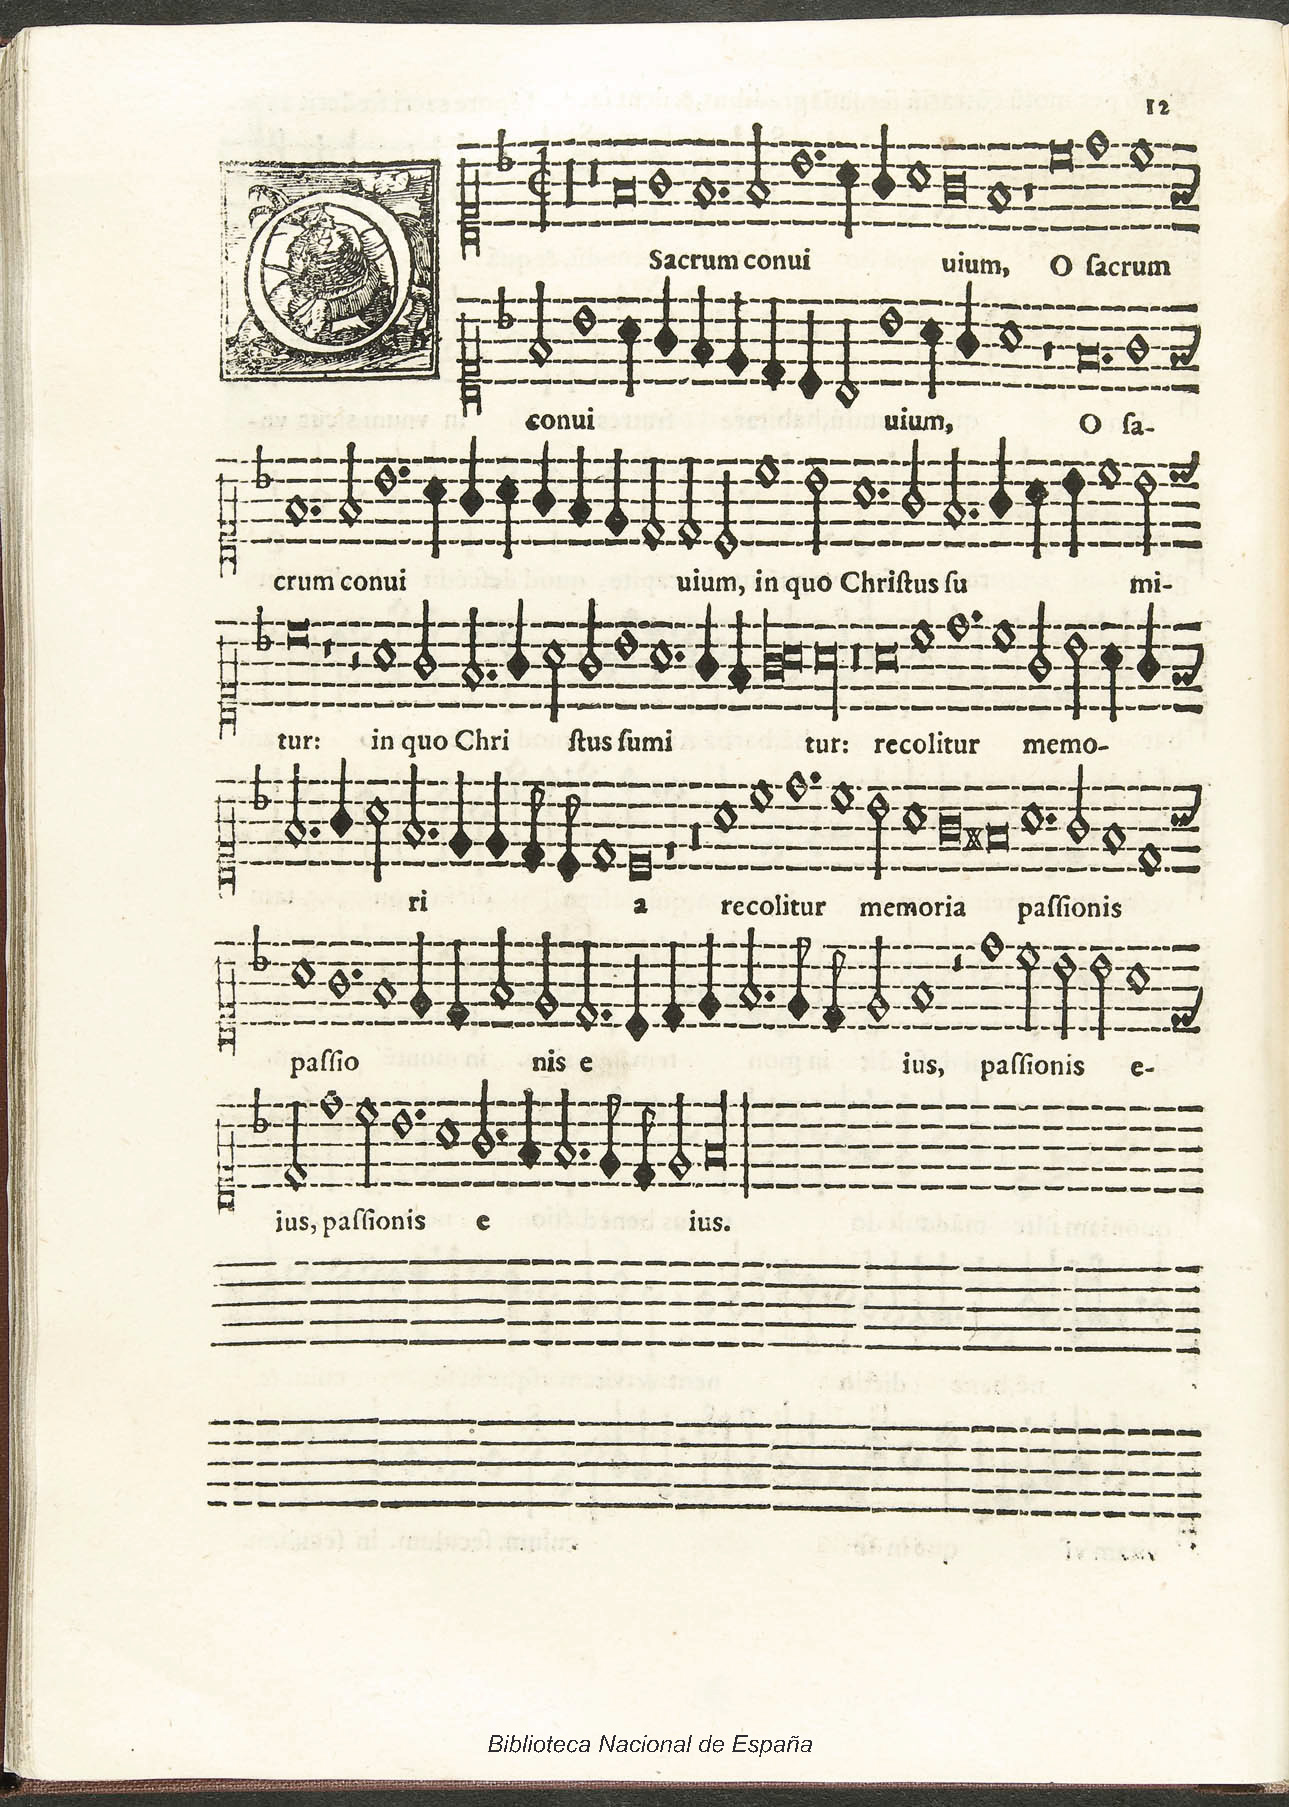 12
O Sacrum conui uium, O ſacrum
conui uium, O ſa-
crum conui uium, in quo Chriſtus ſu mi-
tur: in quo Chri ſtus ſumi tur: recolitur memo-
ri a recolitur memoria paſſionis
paſſio nis e ius, paſſionis e-
ius, paſſionis e ius.
Biblioteca Nacional de España